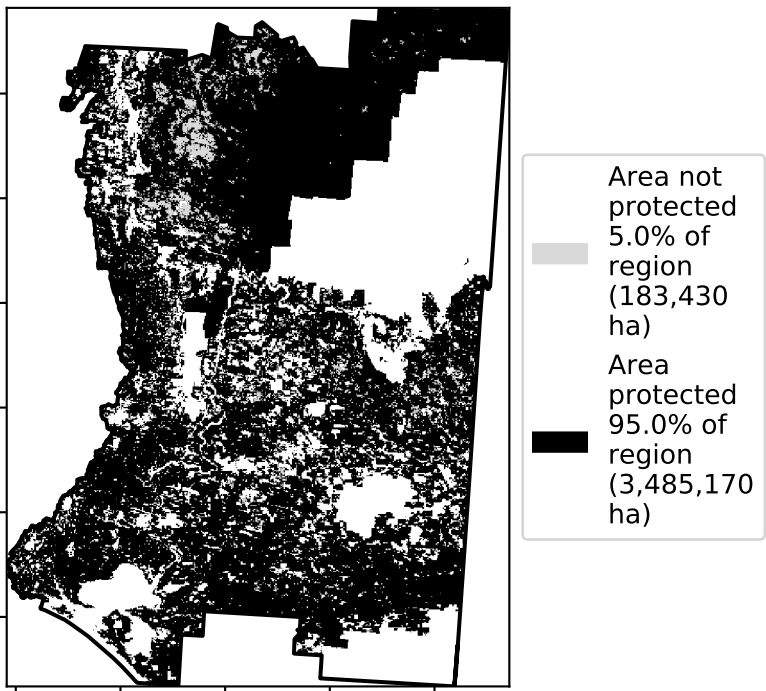 Area not
protected
5.0% of
region
(183,430
ha)
Area
protected
95.0% of
region
(3,485,170
ha)